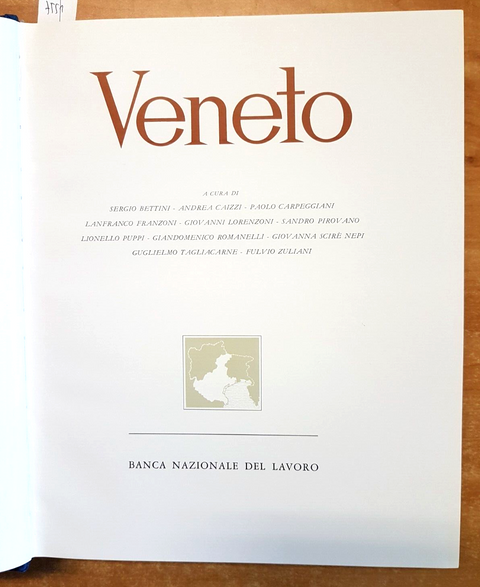 Veneto
A CURA DI
SERGIO BETTINI - ANDREA CAIZZI - PAOLO CARPEGGIANI
LANFRANCO FRANZONI - GIOVANNI LORENZONI - SANDRO PIROVANO
LIONELLO PUPPI - GIANDOMENICO ROMANELLI - GIOVANNA SCIRÈ NEPI
GUGLIELMO TAGLIACARNE - FULVIO ZULIANI
BANCA NAZIONALE DEL LAVORO